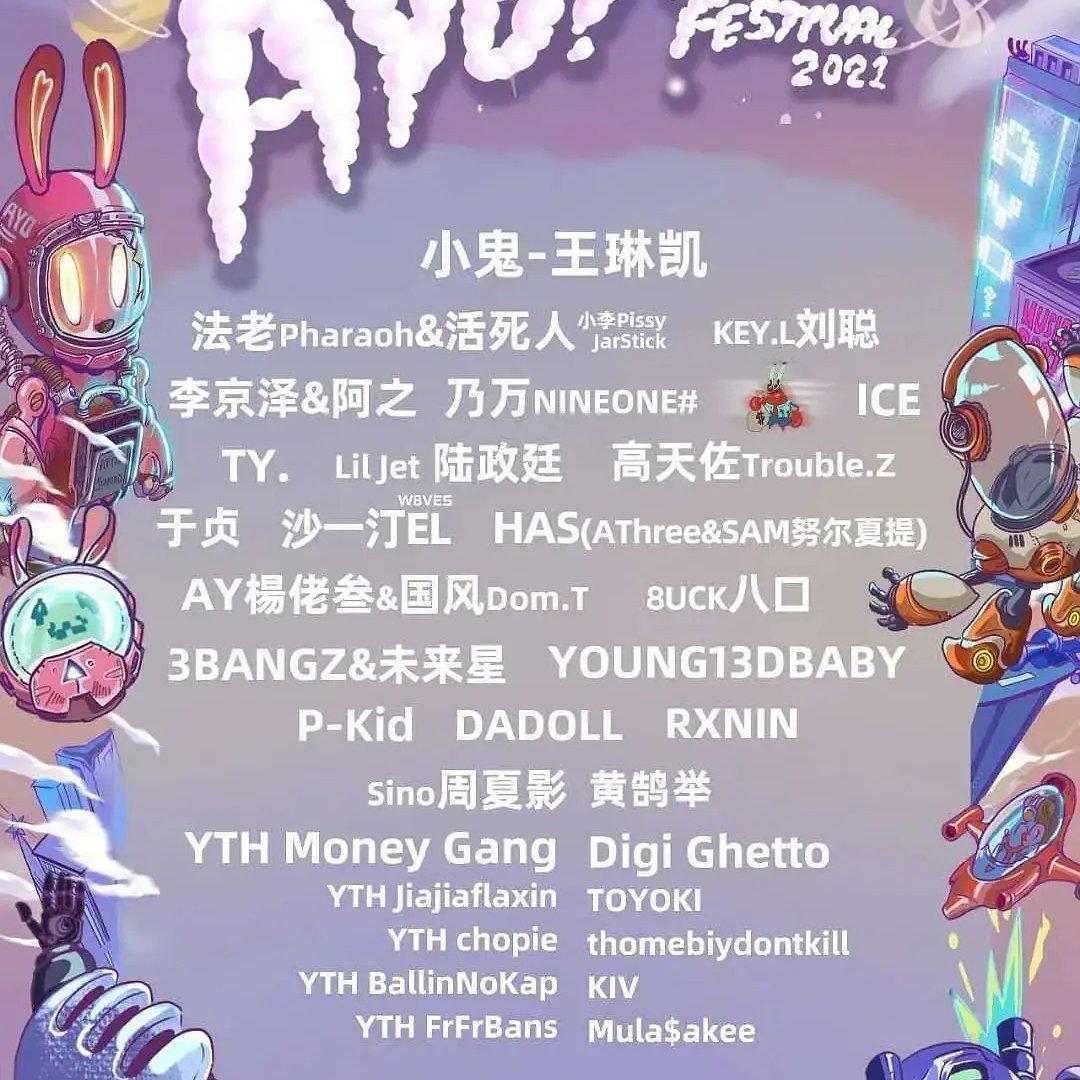 AYO!
FESTIVAL
2021
小鬼-王琳凯
法老Pharaoh&活死人 小李Pissy JarStick KEY.L刘聪
李京泽&阿之 乃万NINEONE# ICE
TY. Lil Jet 陆政廷 高天佐Trouble.Z
于贞 沙一汀EL W8VES HAS(AThree&SAM努尔夏提)
AY楊佬叁&国风Dom.T 8UCK八口
3BANGZ&未来星 YOUNG13DBABY
P-Kid DADOLL RXNIN
Sino周夏影 黄鹄举
YTH Money Gang Digi Ghetto
YTH Jiajiaflaxin TOYOKI
YTH chopie thomebiydontkill
YTH BallinNoKap KIV
YTH FrFrBans Mula$akee
AYO
AYO